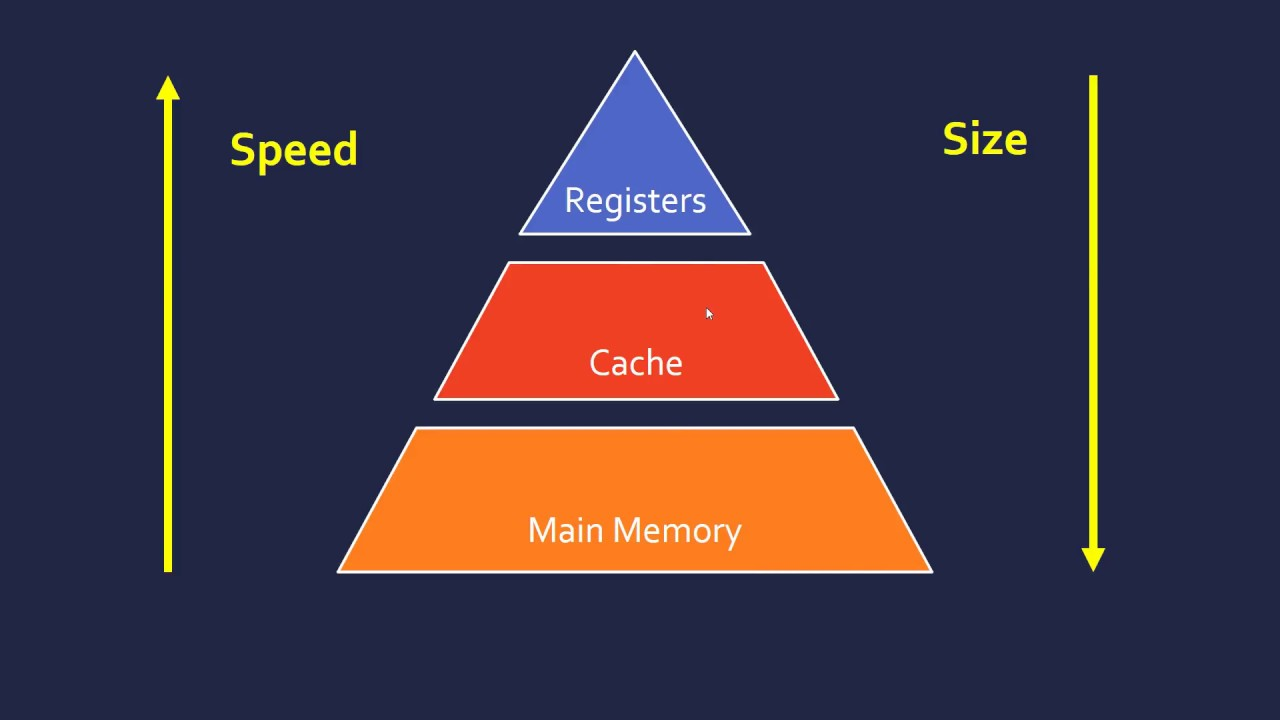 Speed
Size
Registers
Cache
Main Memory